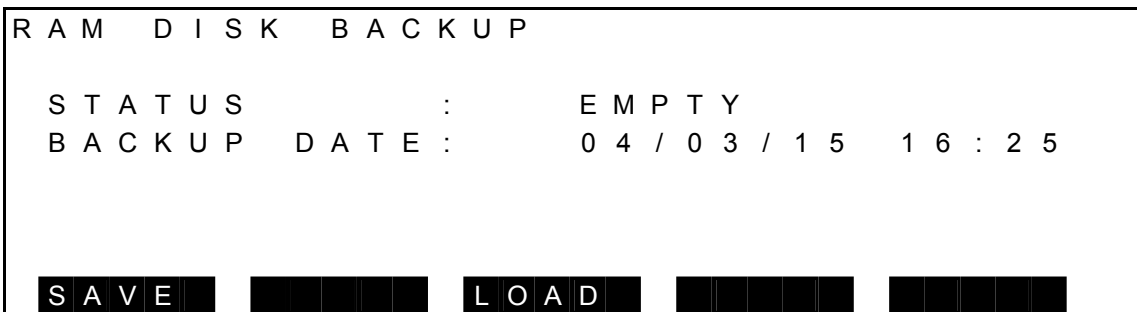 RAM DISK BACKUP
STATUS : EMPTY
BACKUP DATE: 04/03/15 16:25
SAVE LOAD